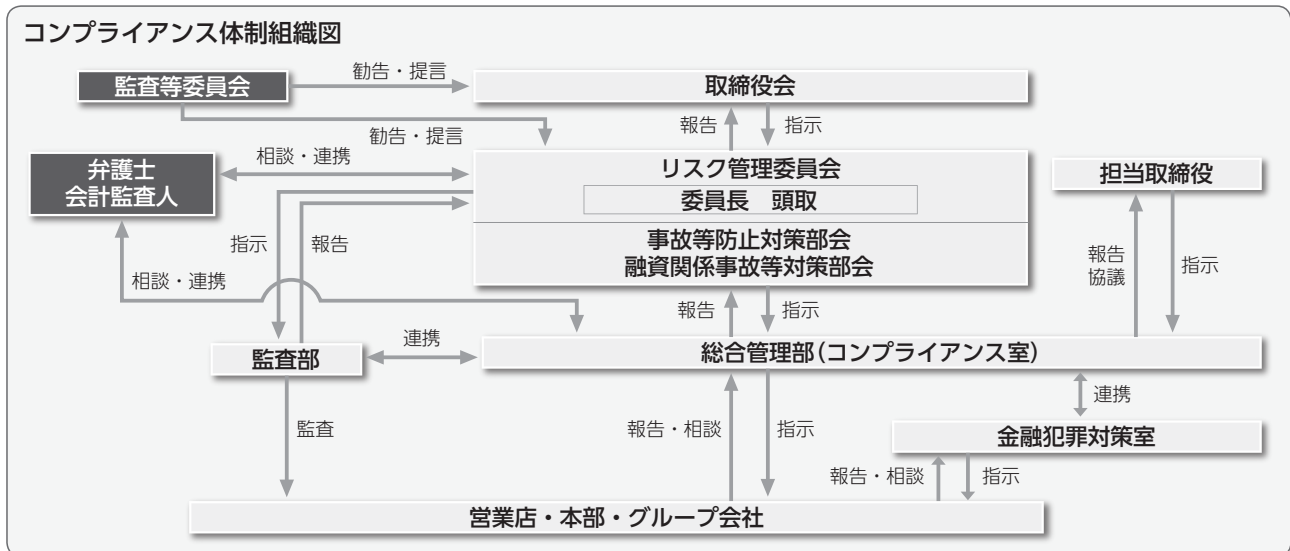 コンプライアンス体制組織図
監査等委員会
勧告・提言
取締役会
勧告・提言
報告
指示
弁護士
会計監査人
相談・連携
リスク管理委員会
委員長　頭取
担当取締役
事故等防止対策部会
融資関係事故等対策部会
指示
報告
相談・連携
報告
協議
指示
報告
指示
監査部
連携
総合管理部(コンプライアンス室)
連携
監査
報告・相談
指示
金融犯罪対策室
報告・相談
指示
営業店・本部・グループ会社